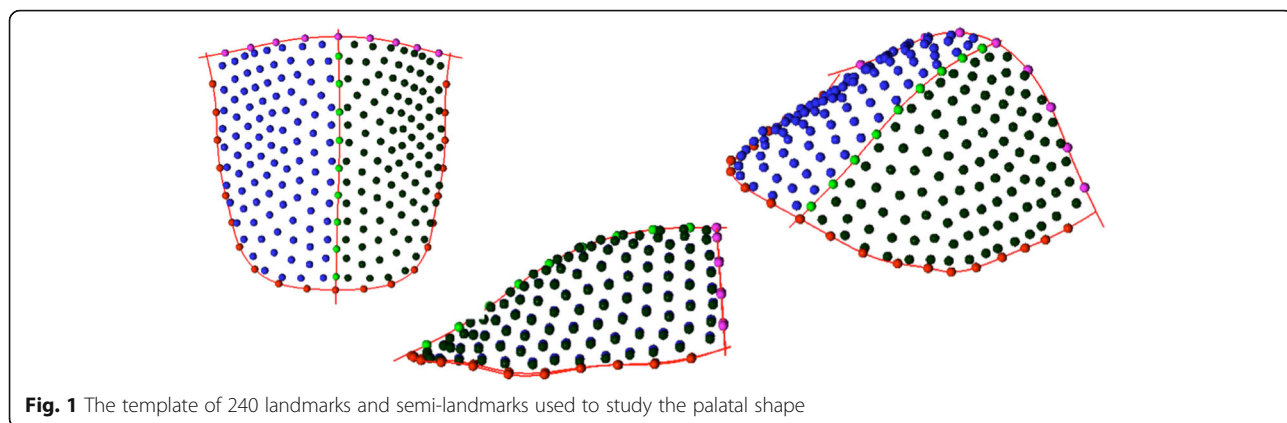 Fig. 1 The template of 240 landmarks and semi-landmarks used to study the palatal shape